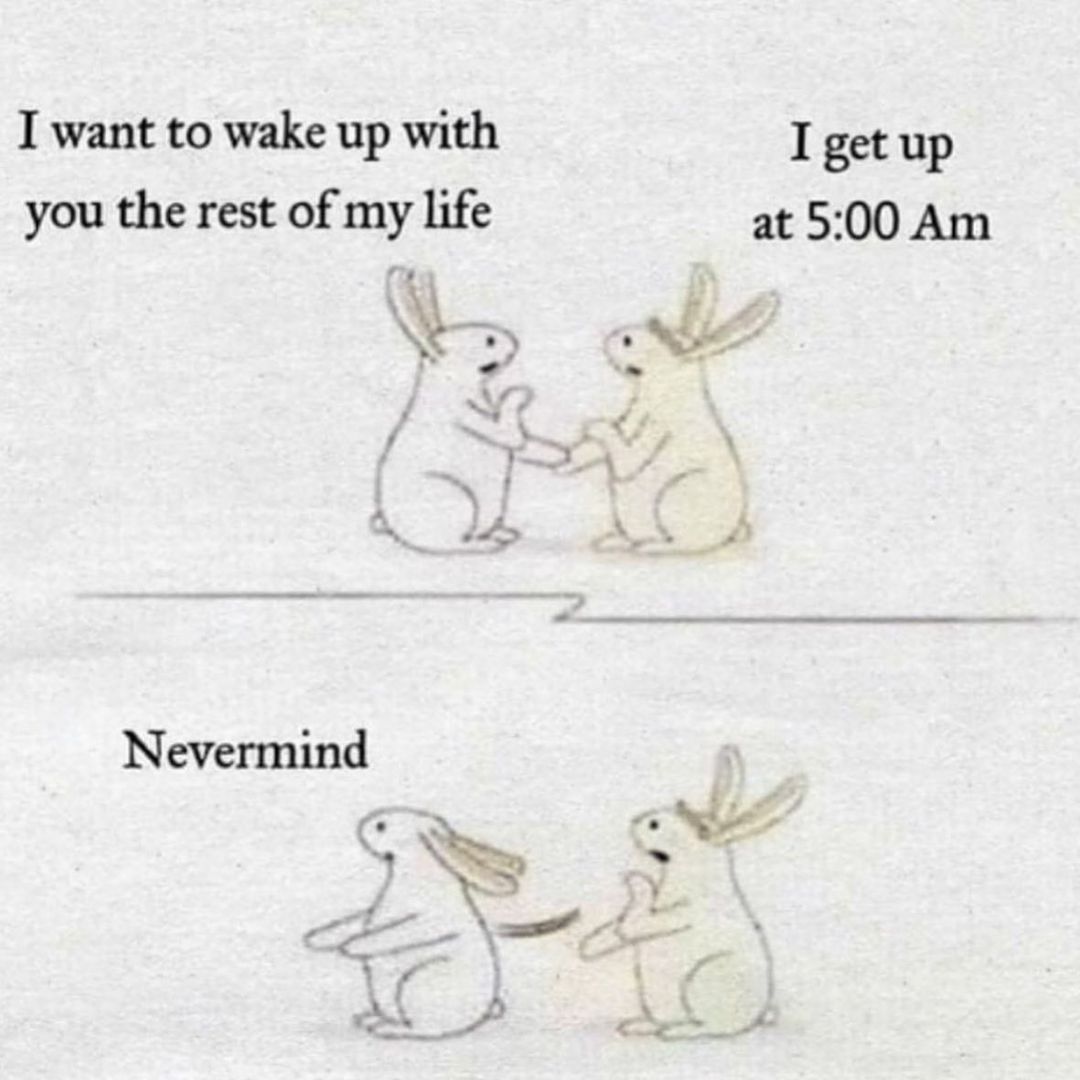 I want to wake up with
you the rest of my life
I get up
at 5:00 Am
Nevermind